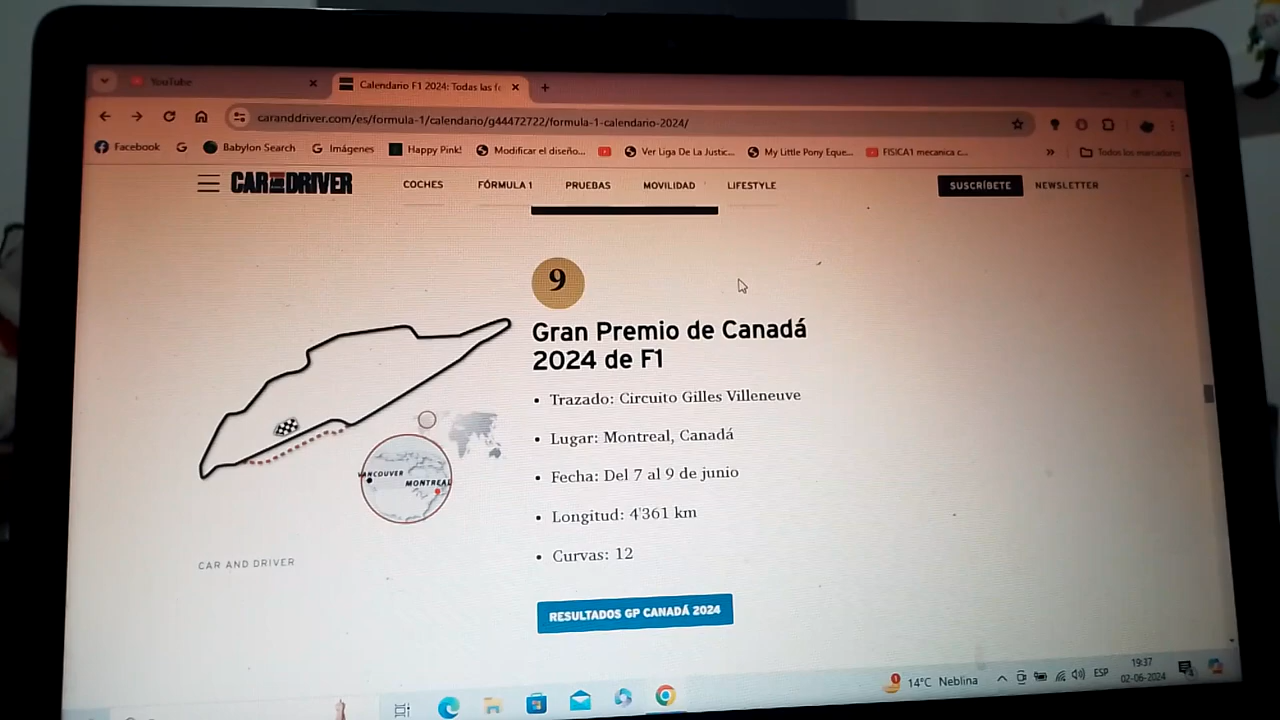 YouTube
Calendario F1 2024: Todas las fe
caranddriver.com/es/formula-1/calendario/g44472722/formula-1-calendario-2024/
Facebook
Babylon Search
Imágenes
Happy Pink!
Modificar el diseño...
Ver Liga De La Justic...
My Little Pony Eque...
FISICA1 mecanica c...
Todos los marcadores
CAR AND DRIVER
COCHES
FÓRMULA 1
PRUEBAS
MOVILIDAD
LIFESTYLE
SUSCRÍBETE
NEWSLETTER
9
Gran Premio de Canadá
2024 de F1
• Trazado: Circuito Gilles Villeneuve
• Lugar: Montreal, Canadá
• Fecha: Del 7 al 9 de junio
• Longitud: 4'361 km
• Curvas: 12
VANCOUVER
MONTREAL
CAR AND DRIVER
RESULTADOS GP CANADÁ 2024
14°C Neblina
ESP
19:37
02-06-2024